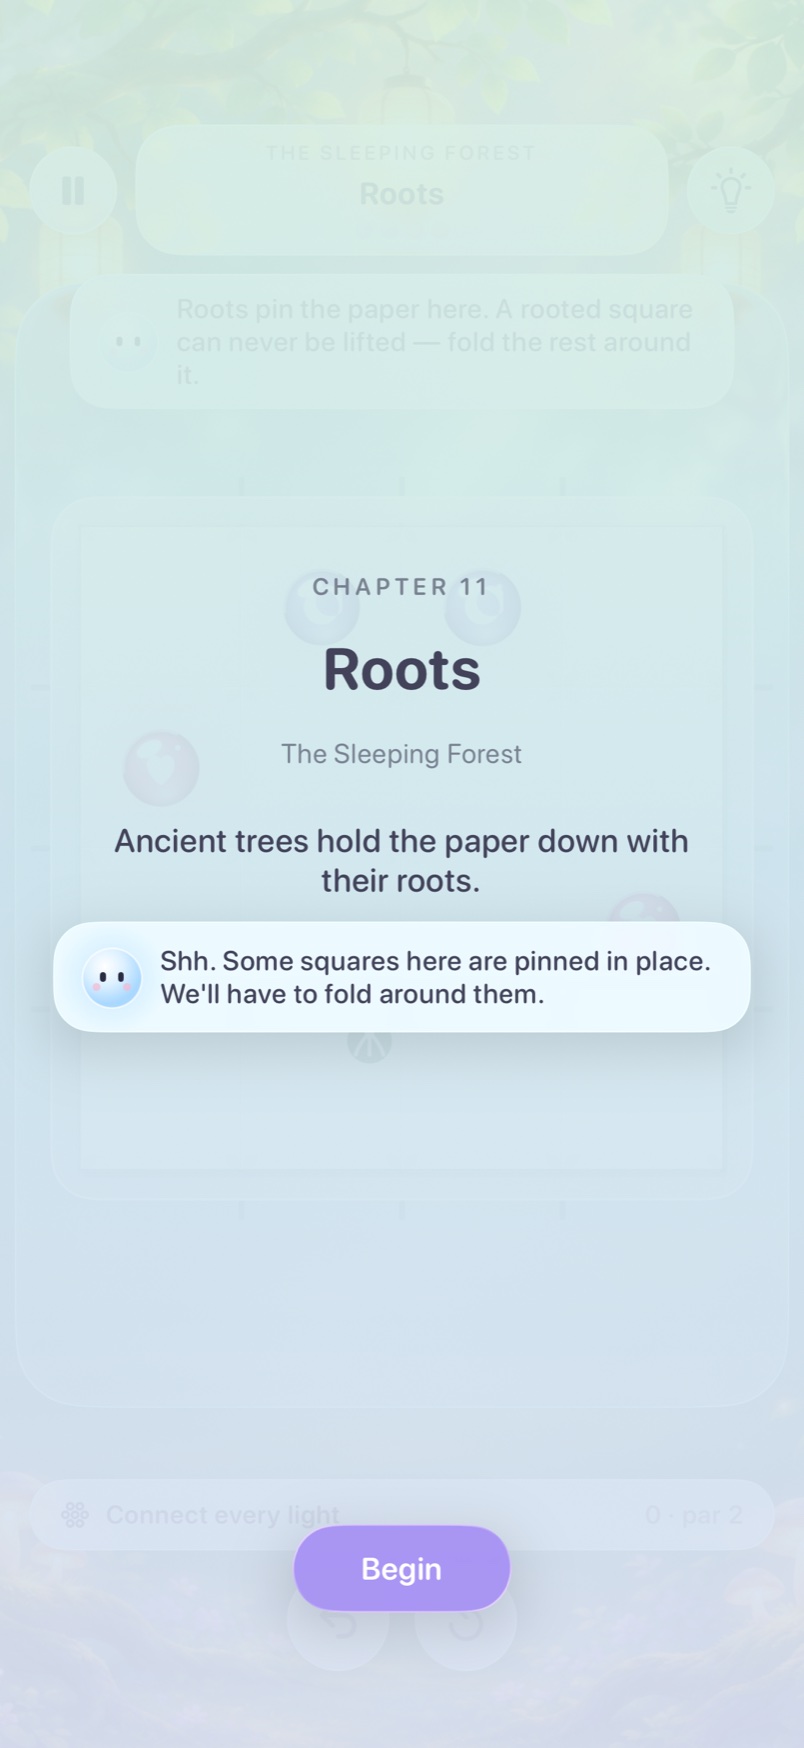 THE SLEEPING FOREST
Roots
Roots pin the paper here. A rooted square
can never be lifted — fold the rest around
it.
CHAPTER 11
Roots
The Sleeping Forest
Ancient trees hold the paper down with
their roots.
Shh. Some squares here are pinned in place.
We'll have to fold around them.
Connect every light
0 · par 2
Begin